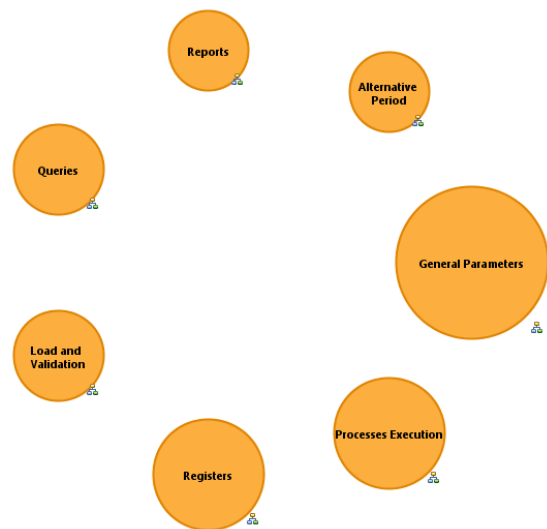 Reports
Alternative
Period
Queries
General Parameters
Load and
Validation
Processes Execution
Registers